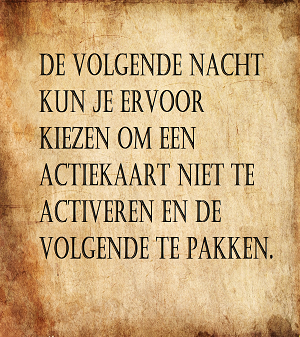 DE VOLGENDE NACHT
KUN JE ERVOOR
KIEZEN OM EEN
ACTIEKAART NIET TE
ACTIVEREN EN DE
VOLGENDE TE PAKKEN.